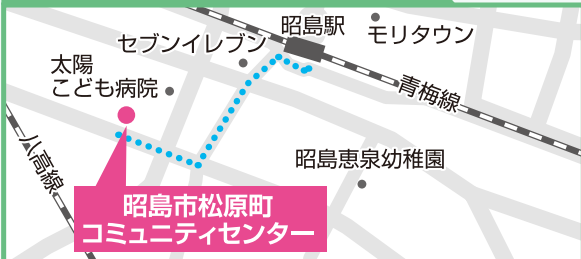 昭島駅
モリタウン
セブンイレブン
太陽
こども病院
青梅線
八高線
昭島恵泉幼稚園
昭島市松原町
コミュニティセンター